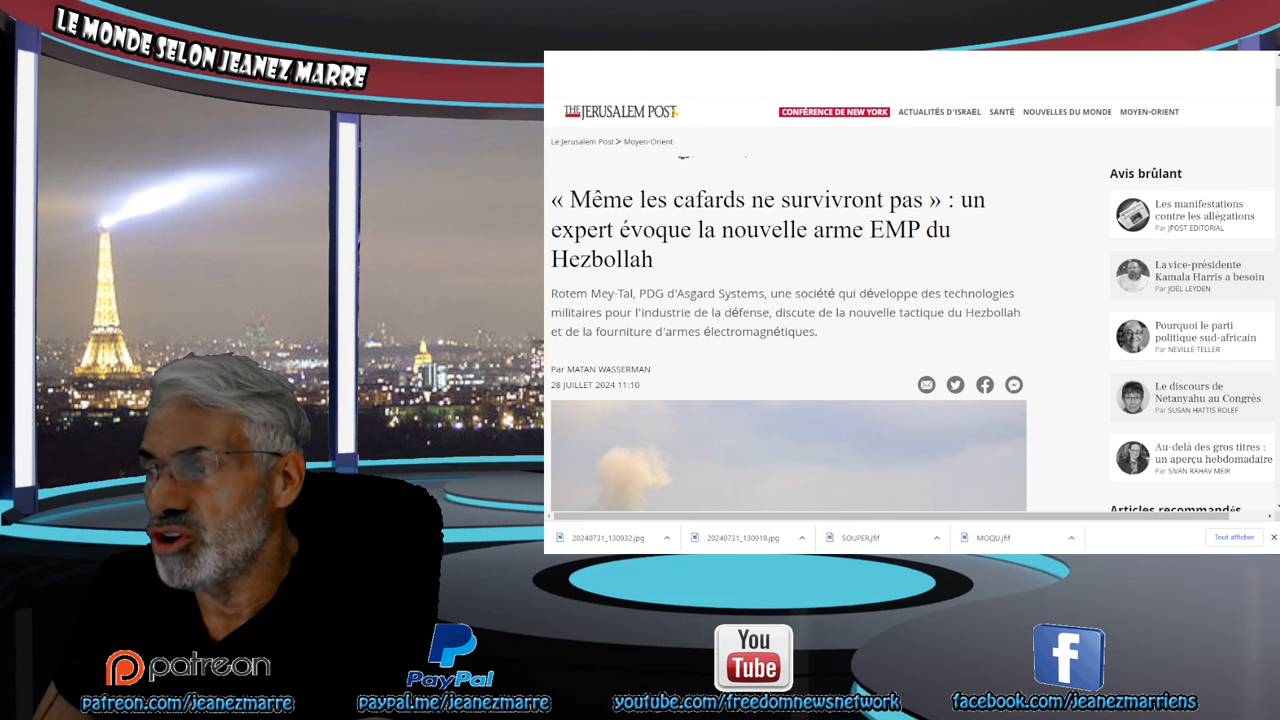 LE MONDE SELON JEANEZ MARRE
THE JERUSALEM POST
CONFÉRENCE DE NEW YORK ACTUALITÉS D'ISRAËL SANTÉ NOUVELLES DU MONDE MOYEN-ORIENT
Le Jerusalem Post > Moyen-Orient
« Même les cafards ne survivront pas » : un
expert évoque la nouvelle arme EMP du
Hezbollah
Rotem Mey-Tal, PDG d'Asgard Systems, une société qui développe des technologies
militaires pour l'industrie de la défense, discute de la nouvelle tactique du Hezbollah
et de la fourniture d'armes électromagnétiques.
Par MATAN WASSERMAN
28 JUILLET 2024 11:10
Avis brûlant
Les manifestations
contre les allégations
Par JPOST EDITORIAL
La vice-présidente
Kamala Harris a besoin
Par JOEL LEYDEN
Pourquoi le parti
politique sud-africain
Par NEVILLE TELLER
Le discours de
Netanyahu au Congrès
Par SUSAN HATTIS ROLEF
Au-delà des gros titres :
un aperçu hebdomadaire
Par SIVAN RAHAV MEIR
Articles recommandés
20240731_130932.jpg
20240731_130919.jpg
SOUPER.jfif
MOQU.jfif
Tout afficher
patreon
PayPal
You
Tube
f
patreon.com/jeanezmarre
paypal.me/jeanezmarre
youtube.com/freedomnewsnetwork
facebook.com/jeanezmarriens